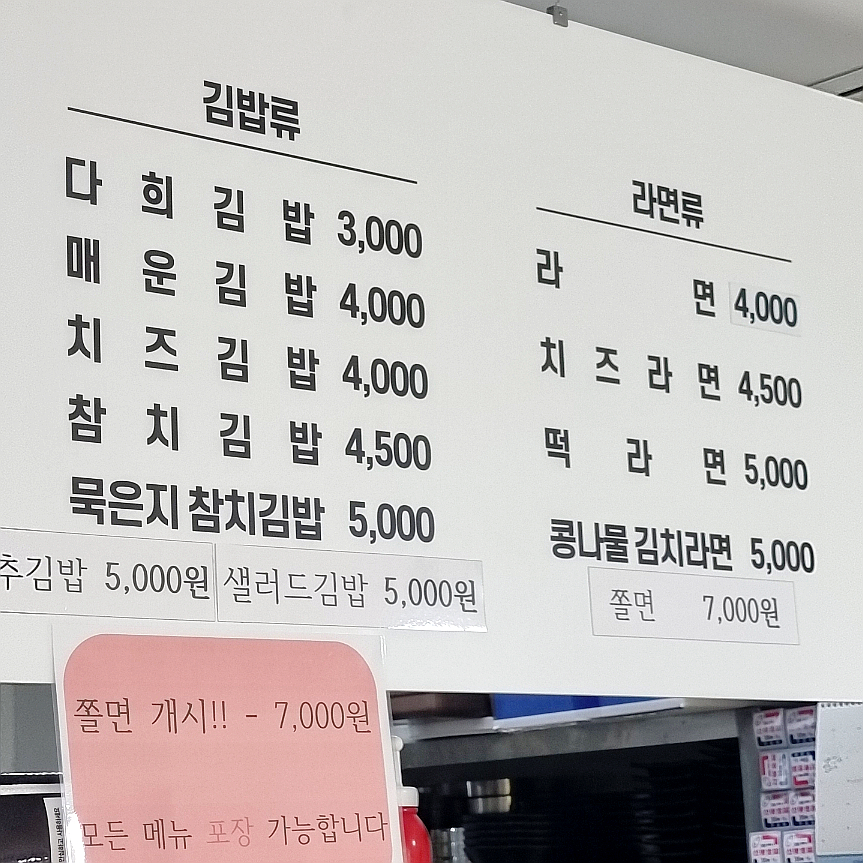 김밥류
다희김밥 3,000
매운김밥 4,000
치즈김밥 4,000
참치김밥 4,500
묵은지 참치김밥 5,000
추김밥 5,000원
샐러드김밥 5,000원
라면류
라면 4,000
치즈라면 4,500
떡라면 5,000
콩나물 김치라면 5,000
쫄면 7,000원
쫄면 개시!! - 7,000원
모든 메뉴 포장 가능합니다